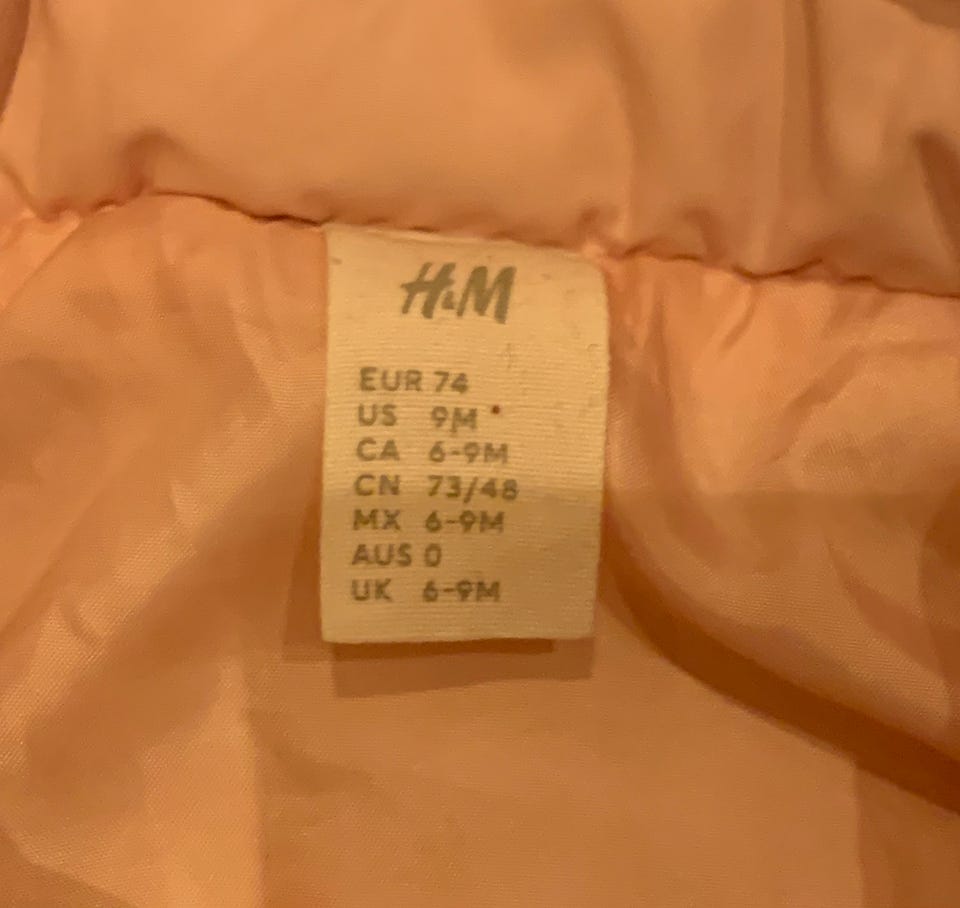 H&M
EUR 74
US 9M
CA 6-9M
CN 73/48
MX 6-9M
AUS 0
UK 6-9M